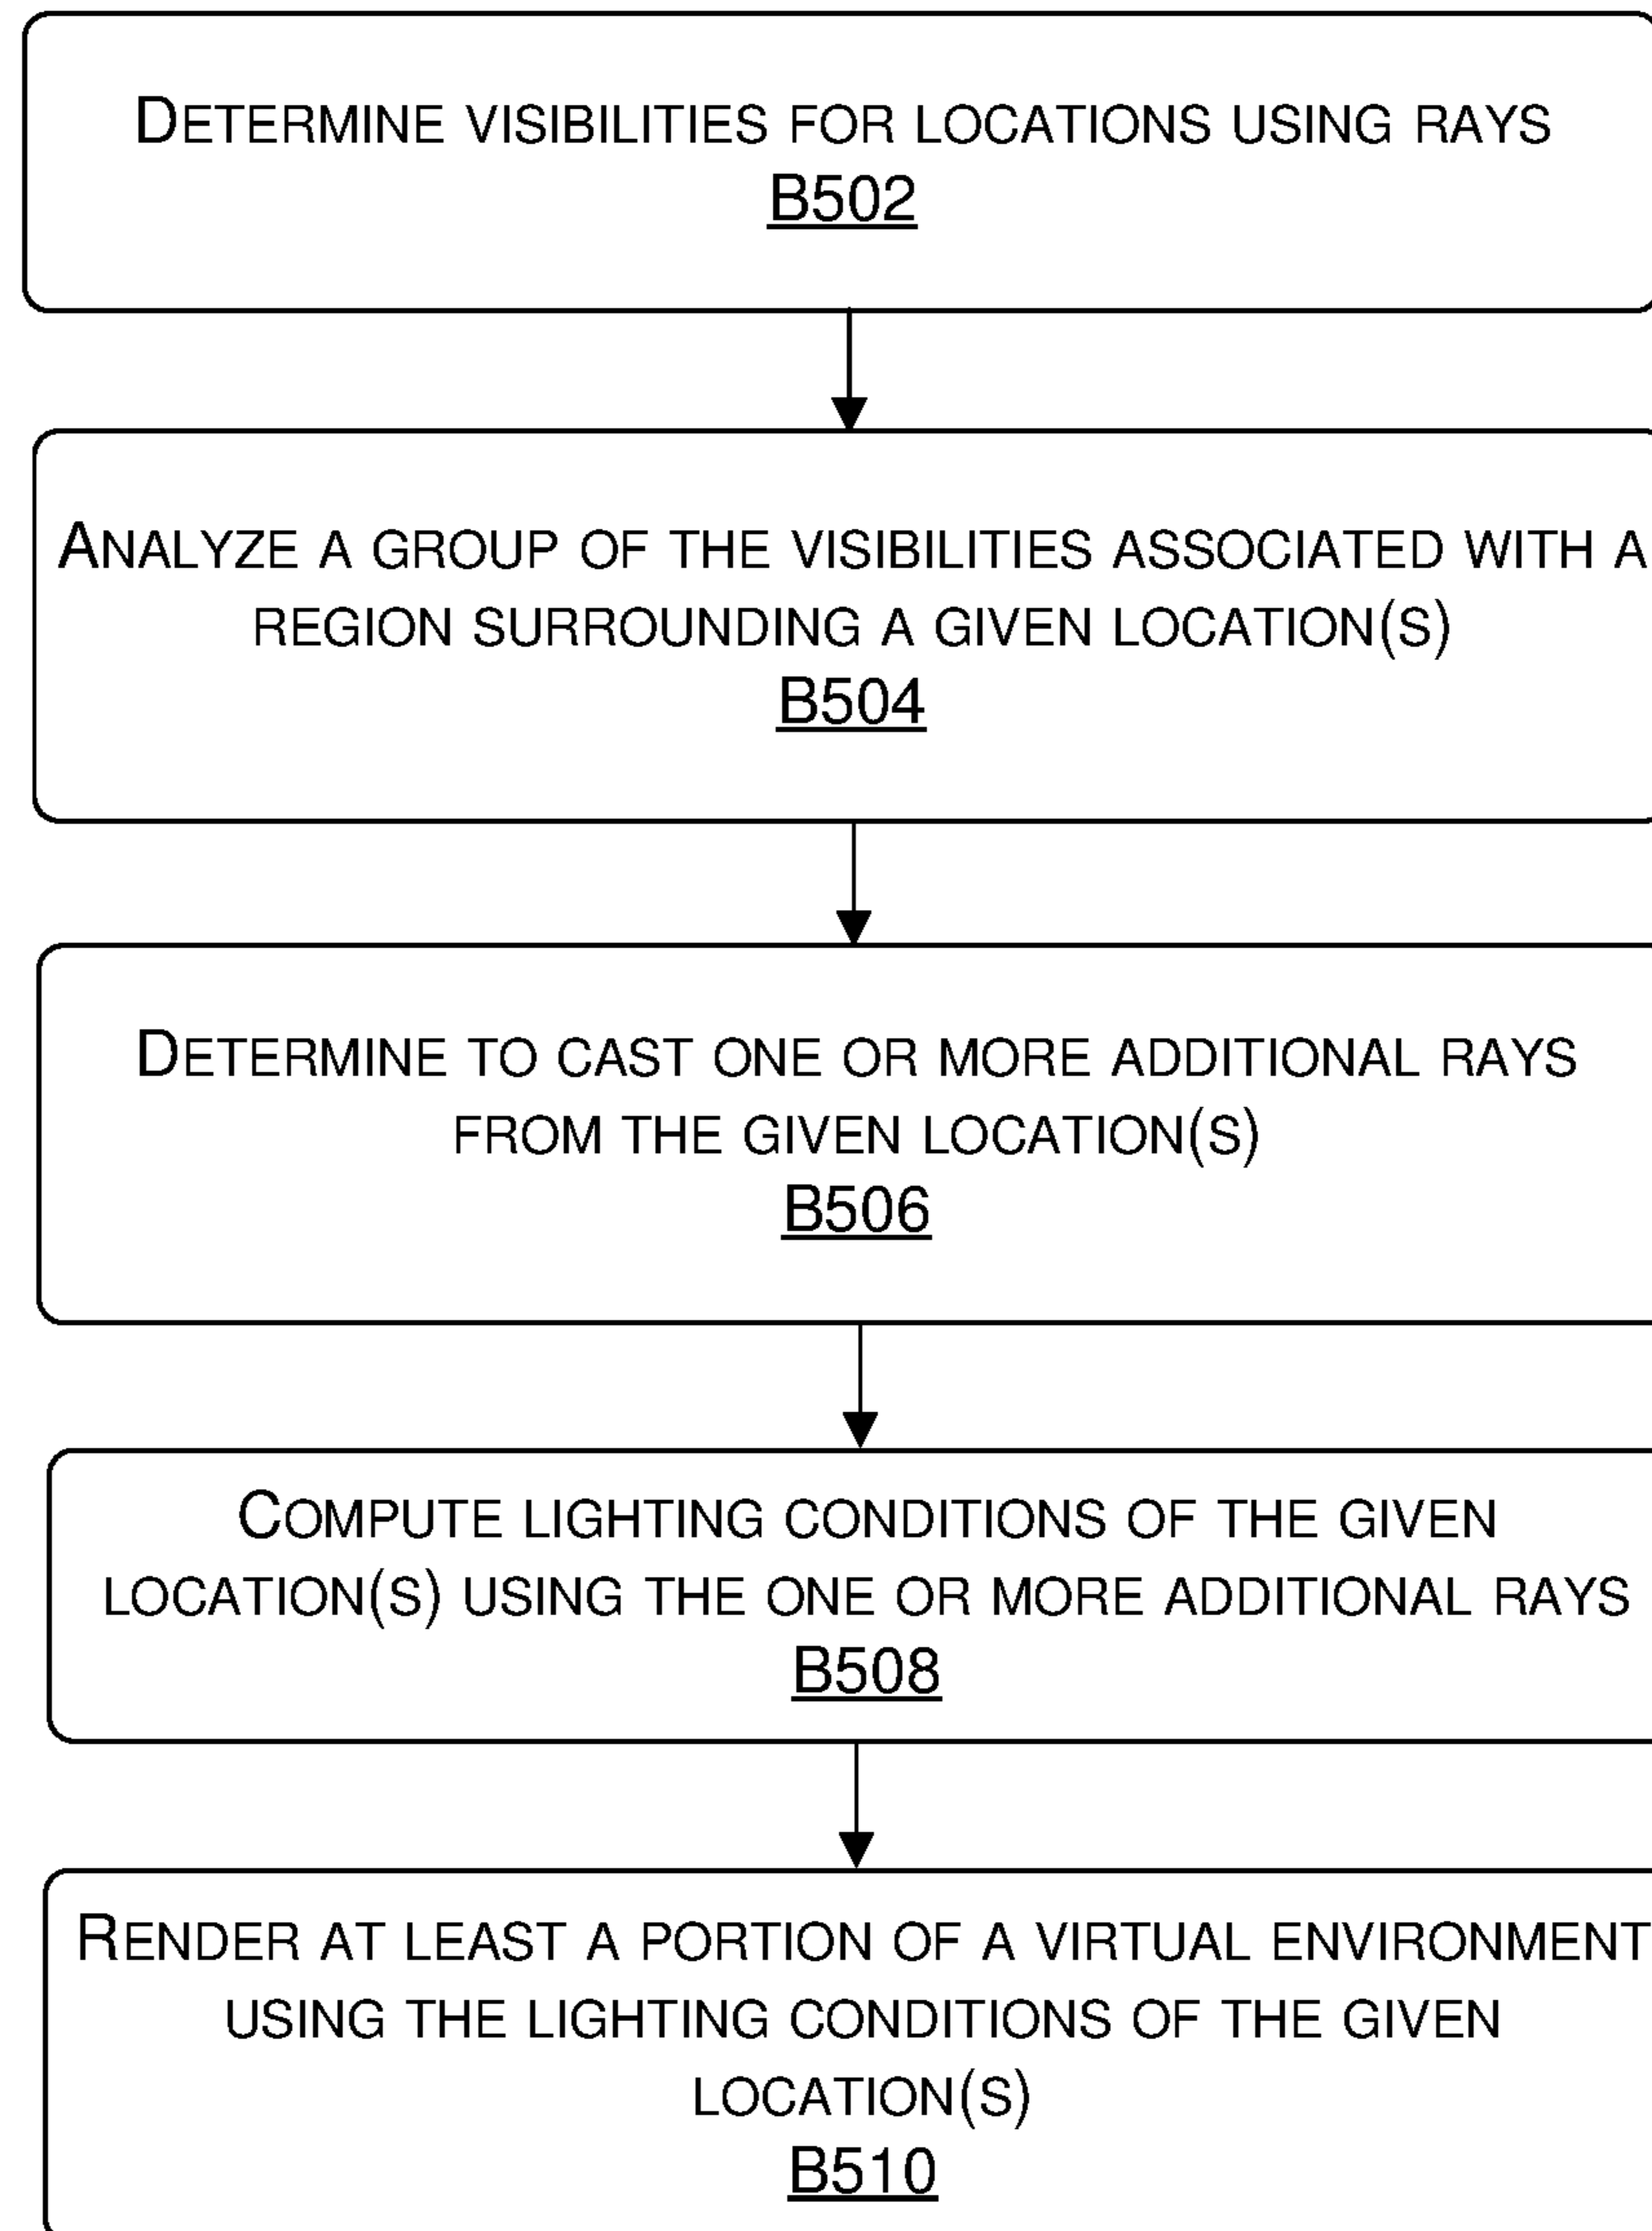 DETERMINE VISIBILITIES FOR LOCATIONS USING RAYS
B502
ANALYZE A GROUP OF THE VISIBILITIES ASSOCIATED WITH A
REGION SURROUNDING A GIVEN LOCATION(S)
B504
DETERMINE TO CAST ONE OR MORE ADDITIONAL RAYS
FROM THE GIVEN LOCATION(S)
B506
COMPUTE LIGHTING CONDITIONS OF THE GIVEN
LOCATION(S) USING THE ONE OR MORE ADDITIONAL RAYS
B508
RENDER AT LEAST A PORTION OF A VIRTUAL ENVIRONMENT
USING THE LIGHTING CONDITIONS OF THE GIVEN
LOCATION(S)
B510